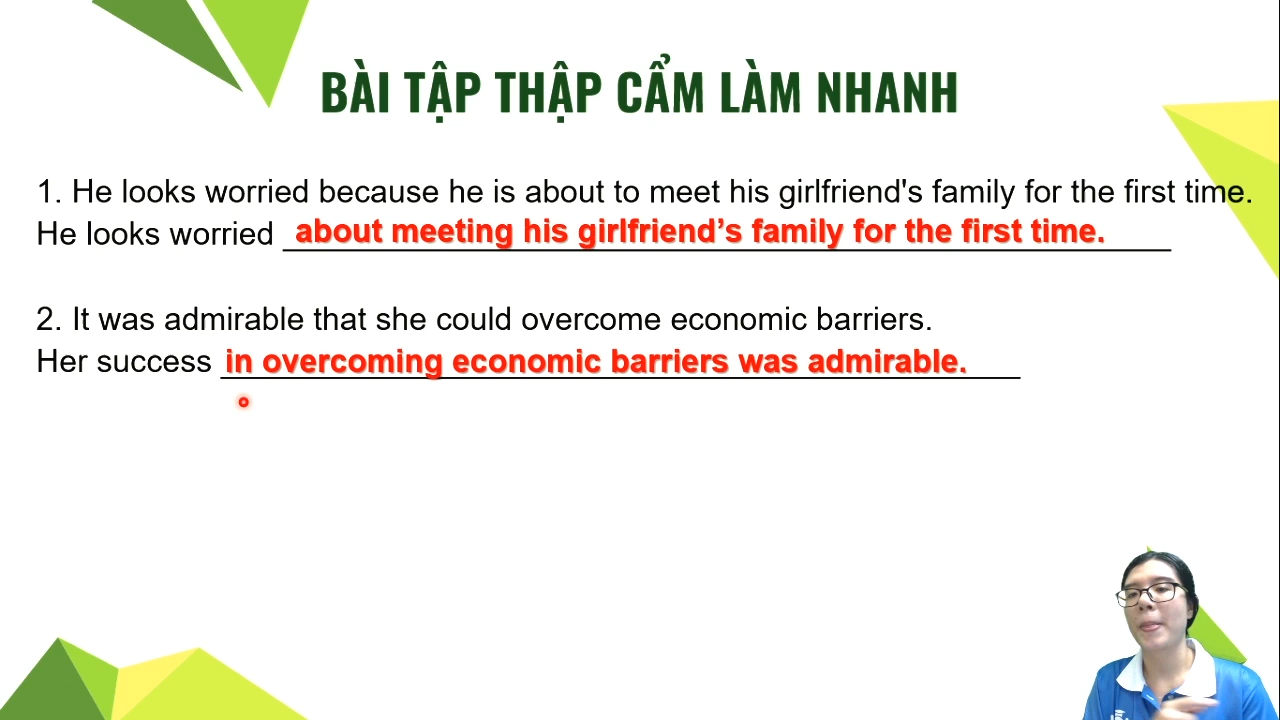 BÀI TẬP THẬP CẨM LÀM NHANH
1. He looks worried because he is about to meet his girlfriend's family for the first time.
He looks worried about meeting his girlfriend’s family for the first time.
2. It was admirable that she could overcome economic barriers.
Her success in overcoming economic barriers was admirable.